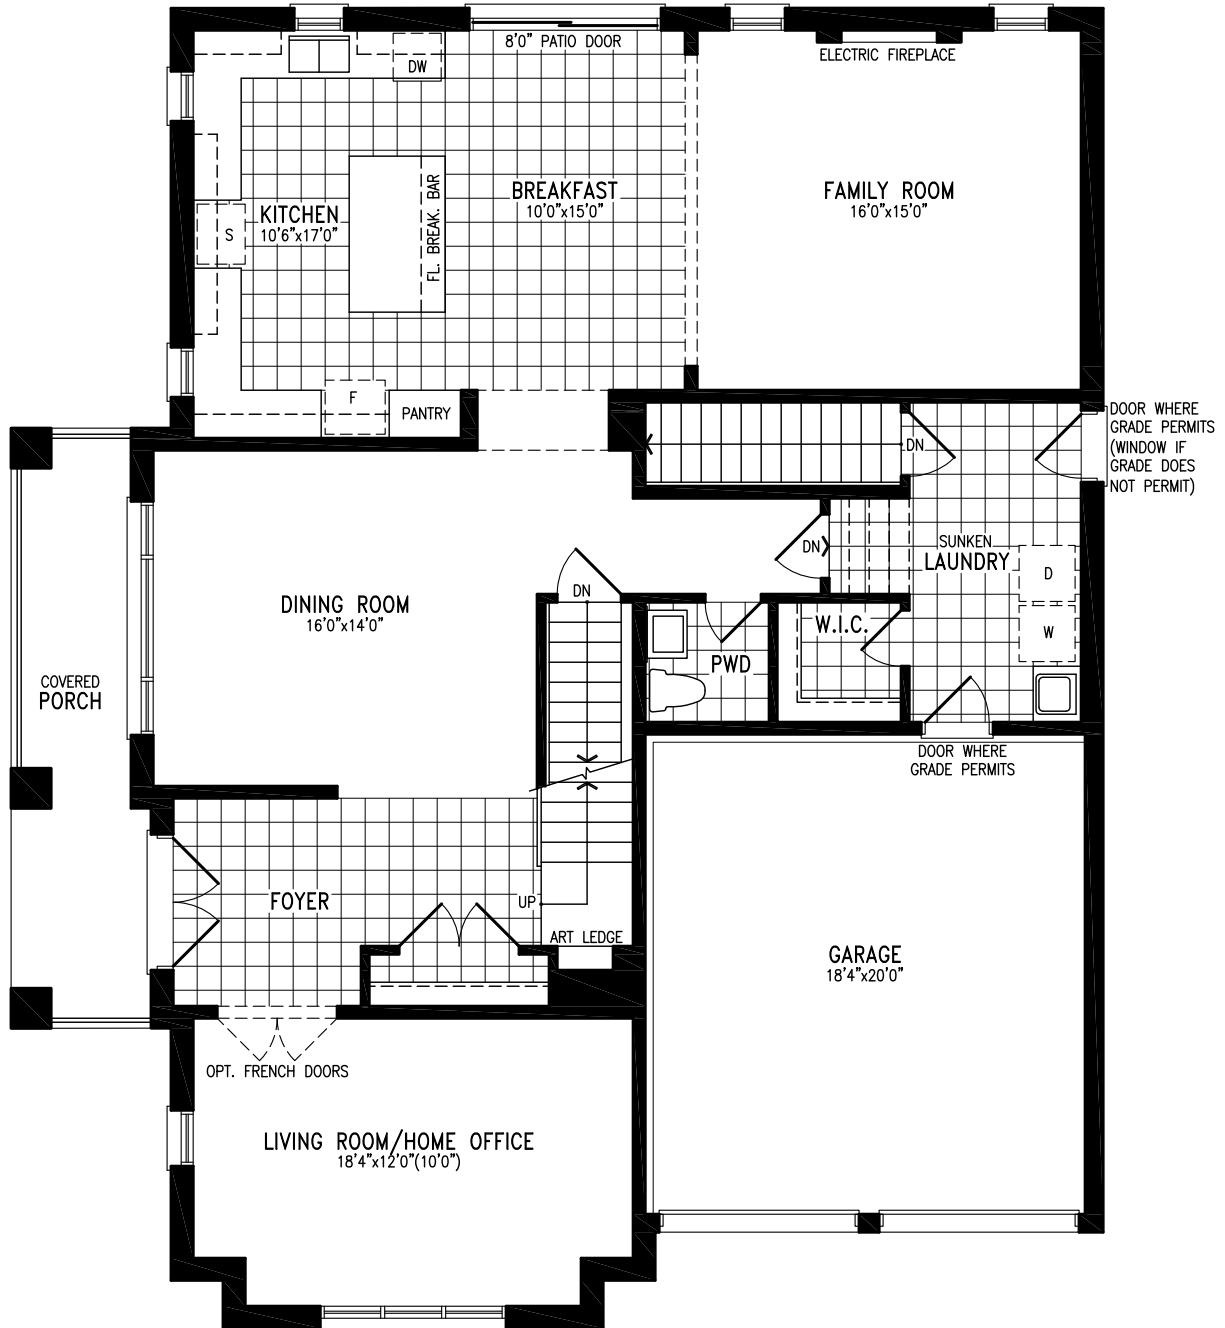 8'0" PATIO DOOR
ELECTRIC FIREPLACE
DW
KITCHEN
10'6"x17'0"
S
FL. BREAK. BAR
BREAKFAST
10'0"x15'0"
FAMILY ROOM
16'0"x15'0"
F
PANTRY
DN
DOOR WHERE
GRADE PERMITS
(WINDOW IF
GRADE DOES
NOT PERMIT)
DN
SUNKEN
LAUNDRY
D
W
DINING ROOM
16'0"x14'0"
DN
PWD
W.I.C.
COVERED
PORCH
DOOR WHERE
GRADE PERMITS
FOYER
UP
ART LEDGE
GARAGE
18'4"x20'0"
OPT. FRENCH DOORS
LIVING ROOM/HOME OFFICE
18'4"x12'0"(10'0")